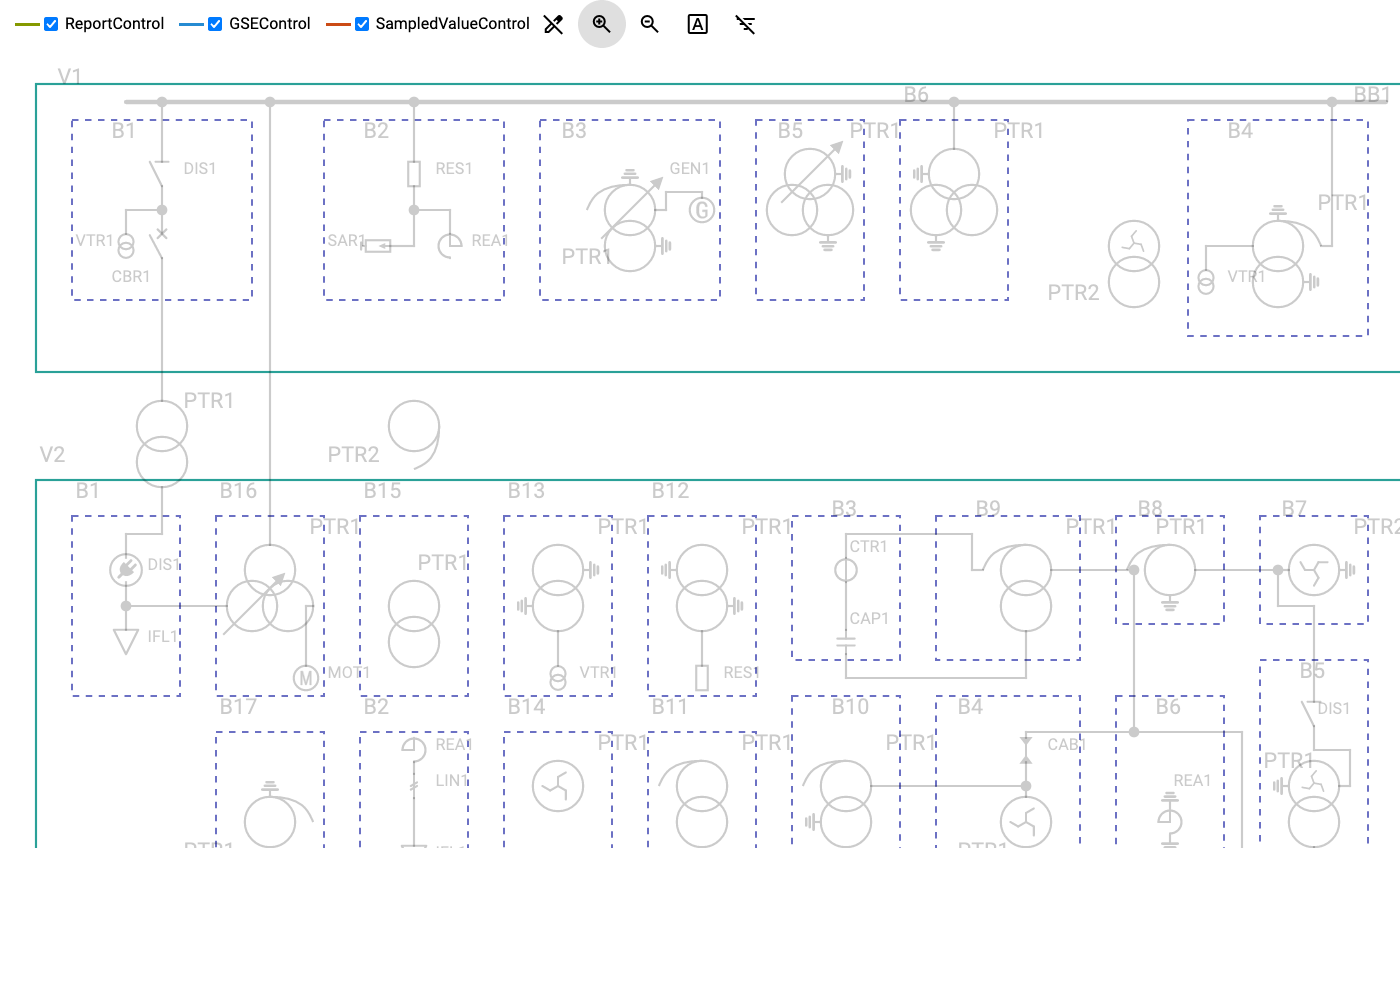 ReportControl GSEControl SampledValueControl A
V1
B6 BB1
B1 B2 B3 B5 PTR1 PTR1 B4
DIS1 RES1 GEN1
PTR1
G
VTR1 SAR1 REA1
PTR1
CBR1 VTR1
PTR2
PTR1
V2 PTR2
B1 B16 B15 B13 B12
B3 B9 B8 B7
PTR1 PTR1 PTR1 PTR1 PTR1 PTR2
CTR1
DIS1 PTR1
CAP1
IFL1
M MOT1 VTR1 RES1
B5
B17 B2 B14 B11 B10 B4 B6
DIS1
REA1 PTR1 PTR1 PTR1 CAB1
PTR1
LIN1 REA1
PTR1 PTR1